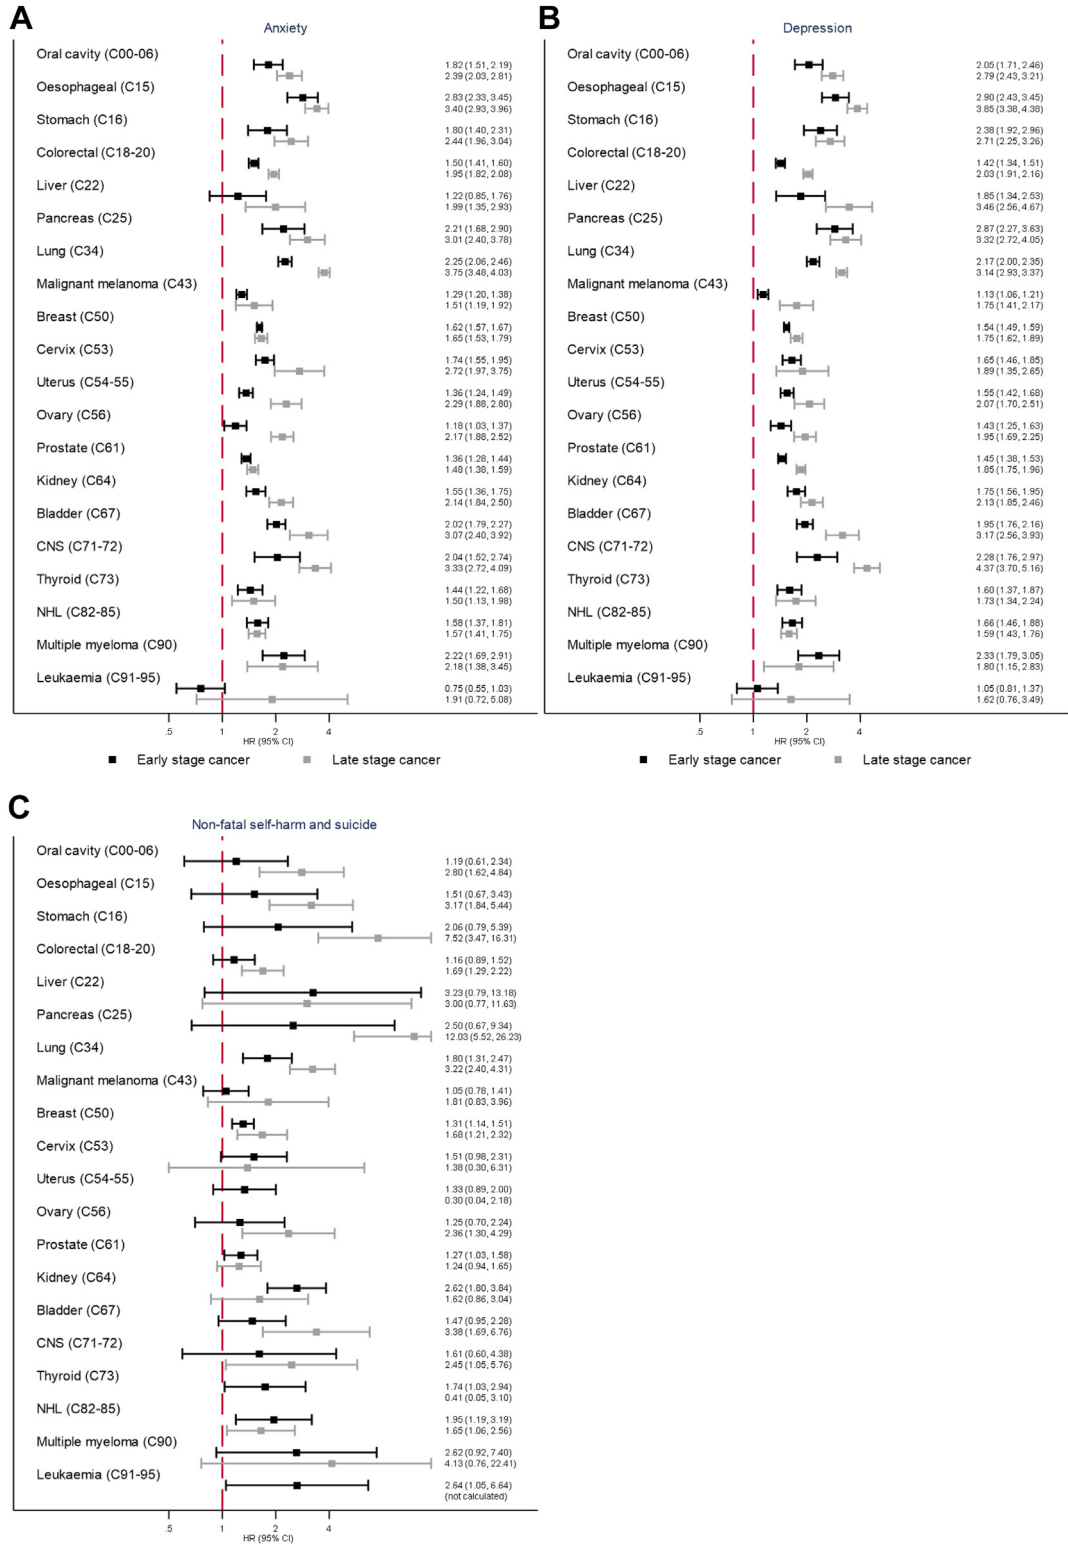 A
Anxiety
Oral cavity (C00-06)
1.82 (1.51, 2.19)
2.39 (2.03, 2.81)
Oesophageal (C15)
2.83 (2.33, 3.45)
3.40 (2.93, 3.96)
Stomach (C16)
1.80 (1.40, 2.31)
2.44 (1.96, 3.04)
Colorectal (C18-20)
1.50 (1.41, 1.60)
1.95 (1.82, 2.08)
Liver (C22)
1.22 (0.85, 1.76)
1.99 (1.35, 2.93)
Pancreas (C25)
2.21 (1.68, 2.90)
3.01 (2.40, 3.78)
Lung (C34)
2.25 (2.06, 2.46)
3.75 (3.48, 4.03)
Malignant melanoma (C43)
1.29 (1.20, 1.38)
1.51 (1.19, 1.92)
Breast (C50)
1.62 (1.57, 1.67)
1.65 (1.53, 1.79)
Cervix (C53)
1.74 (1.55, 1.95)
2.72 (1.97, 3.75)
Uterus (C54-55)
1.36 (1.24, 1.49)
2.29 (1.88, 2.80)
Ovary (C56)
1.18 (1.03, 1.37)
2.17 (1.88, 2.52)
Prostate (C61)
1.36 (1.28, 1.44)
1.48 (1.38, 1.59)
Kidney (C64)
1.55 (1.36, 1.75)
2.14 (1.84, 2.50)
Bladder (C67)
2.02 (1.79, 2.27)
3.07 (2.40, 3.92)
CNS (C71-72)
2.04 (1.52, 2.74)
3.33 (2.72, 4.09)
Thyroid (C73)
1.44 (1.22, 1.68)
1.50 (1.13, 1.98)
NHL (C82-85)
1.58 (1.37, 1.81)
1.57 (1.41, 1.75)
Multiple myeloma (C90)
2.22 (1.69, 2.91)
2.18 (1.38, 3.45)
Leukaemia (C91-95)
0.75 (0.55, 1.03)
1.91 (0.72, 5.08)
.5 1 2 4
HR (95% CI)
Early stage cancer Late stage cancer
B
Depression
Oral cavity (C00-06)
2.05 (1.71, 2.46)
2.79 (2.43, 3.21)
Oesophageal (C15)
2.90 (2.43, 3.45)
3.85 (3.38, 4.38)
Stomach (C16)
2.38 (1.92, 2.96)
2.71 (2.25, 3.26)
Colorectal (C18-20)
1.42 (1.34, 1.51)
2.03 (1.91, 2.16)
Liver (C22)
1.85 (1.34, 2.53)
3.46 (2.56, 4.67)
Pancreas (C25)
2.87 (2.27, 3.63)
3.32 (2.72, 4.05)
Lung (C34)
2.17 (2.00, 2.35)
3.14 (2.93, 3.37)
Malignant melanoma (C43)
1.13 (1.06, 1.21)
1.75 (1.41, 2.17)
Breast (C50)
1.54 (1.49, 1.59)
1.75 (1.62, 1.89)
Cervix (C53)
1.65 (1.46, 1.85)
1.89 (1.35, 2.65)
Uterus (C54-55)
1.55 (1.42, 1.68)
2.07 (1.70, 2.51)
Ovary (C56)
1.43 (1.25, 1.63)
1.95 (1.69, 2.25)
Prostate (C61)
1.45 (1.38, 1.53)
1.85 (1.75, 1.96)
Kidney (C64)
1.75 (1.56, 1.95)
2.13 (1.85, 2.46)
Bladder (C67)
1.95 (1.76, 2.16)
3.17 (2.56, 3.93)
CNS (C71-72)
2.28 (1.76, 2.97)
4.37 (3.70, 5.16)
Thyroid (C73)
1.60 (1.37, 1.87)
1.73 (1.34, 2.24)
NHL (C82-85)
1.66 (1.46, 1.88)
1.59 (1.43, 1.76)
Multiple myeloma (C90)
2.33 (1.79, 3.05)
1.80 (1.15, 2.83)
Leukaemia (C91-95)
1.05 (0.81, 1.37)
1.62 (0.76, 3.49)
.5 1 2 4
HR (95% CI)
Early stage cancer Late stage cancer
C
Non-fatal self-harm and suicide
Oral cavity (C00-06)
1.19 (0.61, 2.34)
2.80 (1.62, 4.84)
Oesophageal (C15)
1.51 (0.67, 3.43)
3.17 (1.84, 5.44)
Stomach (C16)
2.06 (0.79, 5.39)
7.52 (3.47, 16.31)
Colorectal (C18-20)
1.16 (0.89, 1.52)
1.69 (1.29, 2.22)
Liver (C22)
3.23 (0.79, 13.18)
3.00 (0.77, 11.63)
Pancreas (C25)
2.50 (0.67, 9.34)
12.03 (5.52, 26.23)
Lung (C34)
1.80 (1.31, 2.47)
3.22 (2.40, 4.31)
Malignant melanoma (C43)
1.05 (0.78, 1.41)
1.81 (0.83, 3.96)
Breast (C50)
1.31 (1.14, 1.51)
1.68 (1.21, 2.32)
Cervix (C53)
1.51 (0.98, 2.31)
1.38 (0.30, 6.31)
Uterus (C54-55)
1.33 (0.89, 2.00)
0.30 (0.04, 2.18)
Ovary (C56)
1.25 (0.70, 2.24)
2.36 (1.30, 4.29)
Prostate (C61)
1.27 (1.03, 1.58)
1.24 (0.94, 1.65)
Kidney (C64)
2.62 (1.80, 3.84)
1.62 (0.86, 3.04)
Bladder (C67)
1.47 (0.95, 2.28)
3.38 (1.69, 6.76)
CNS (C71-72)
1.61 (0.60, 4.38)
2.45 (1.05, 5.76)
Thyroid (C73)
1.74 (1.03, 2.94)
0.41 (0.05, 3.10)
NHL (C82-85)
1.95 (1.19, 3.19)
1.65 (1.06, 2.56)
Multiple myeloma (C90)
2.62 (0.92, 7.40)
4.13 (0.76, 22.41)
Leukaemia (C91-95)
2.64 (1.05, 6.64)
(not calculated)
.5 1 2 4
HR (95% CI)